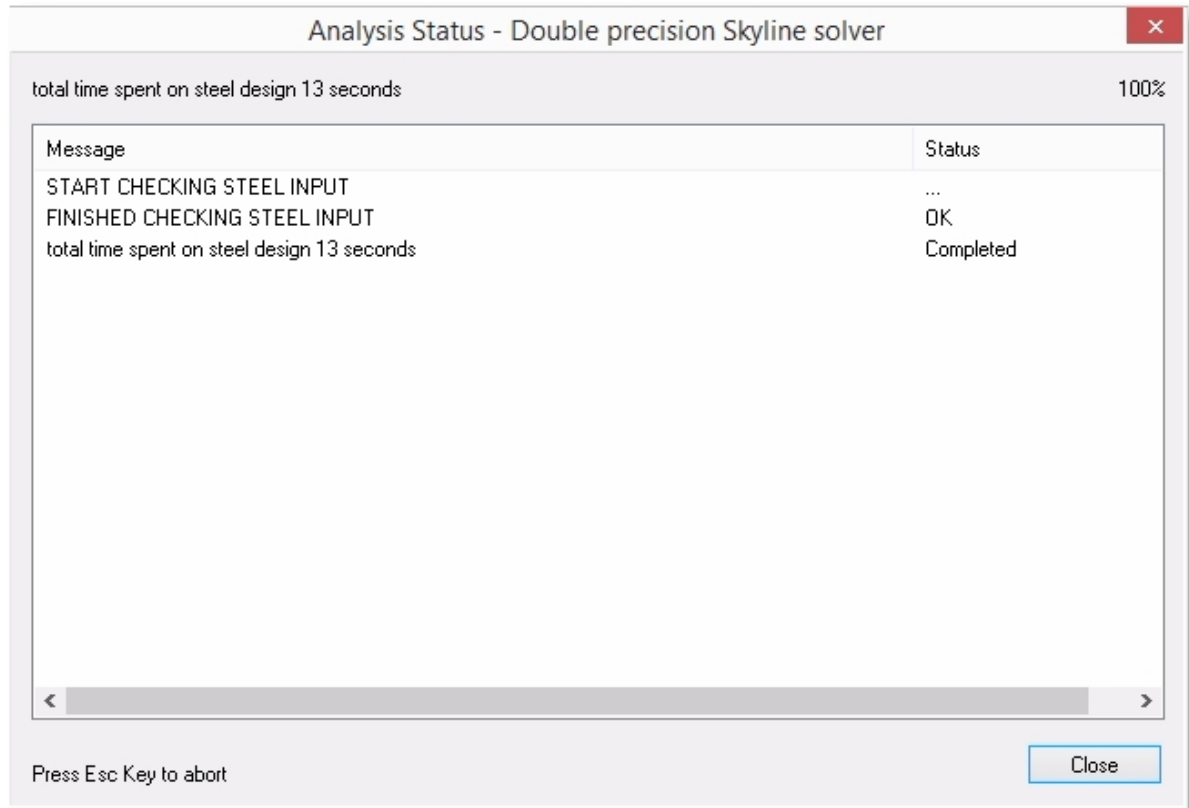 Analysis Status - Double precision Skyline solver
total time spent on steel design 13 seconds 100%
Message Status
START CHECKING STEEL INPUT ...
FINISHED CHECKING STEEL INPUT OK
total time spent on steel design 13 seconds Completed
Press Esc Key to abort Close